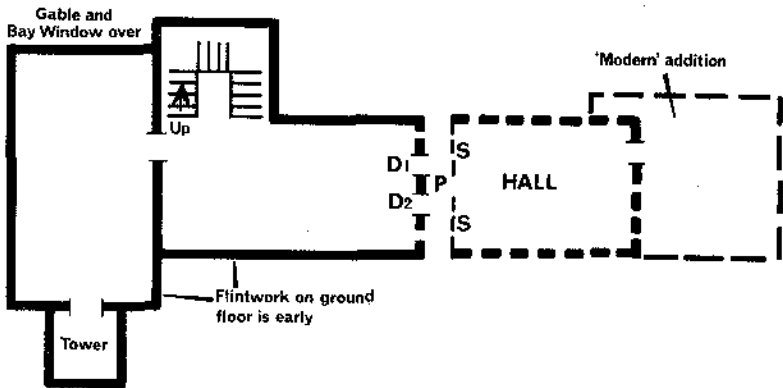 Gable and
Bay Window over
'Modern' addition
Up
D1
D2
P
S
S
HALL
Flintwork on ground
floor is early
Tower